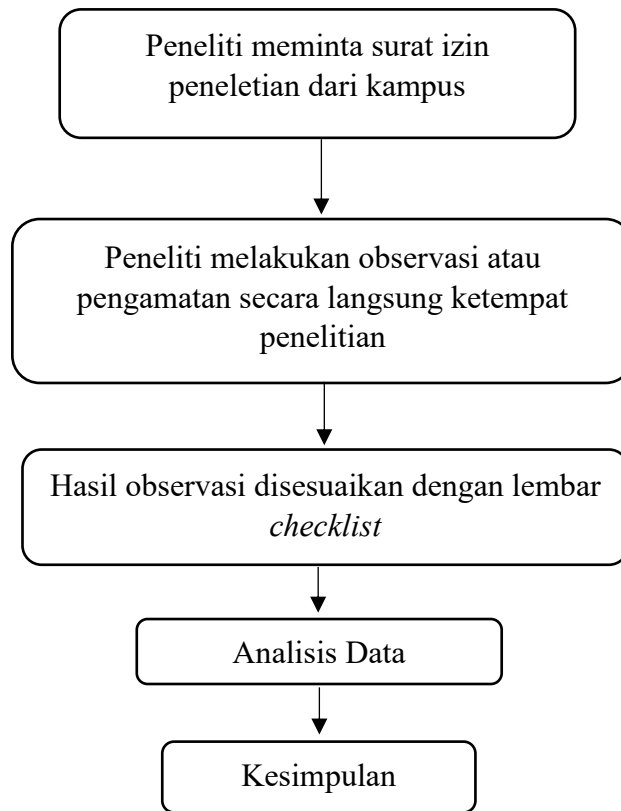 Peneliti meminta surat izin
peneletian dari kampus
Peneliti melakukan observasi atau
pengamatan secara langsung ketempat
penelitian
Hasil observasi disesuaikan dengan lembar
checklist
Analisis Data
Kesimpulan